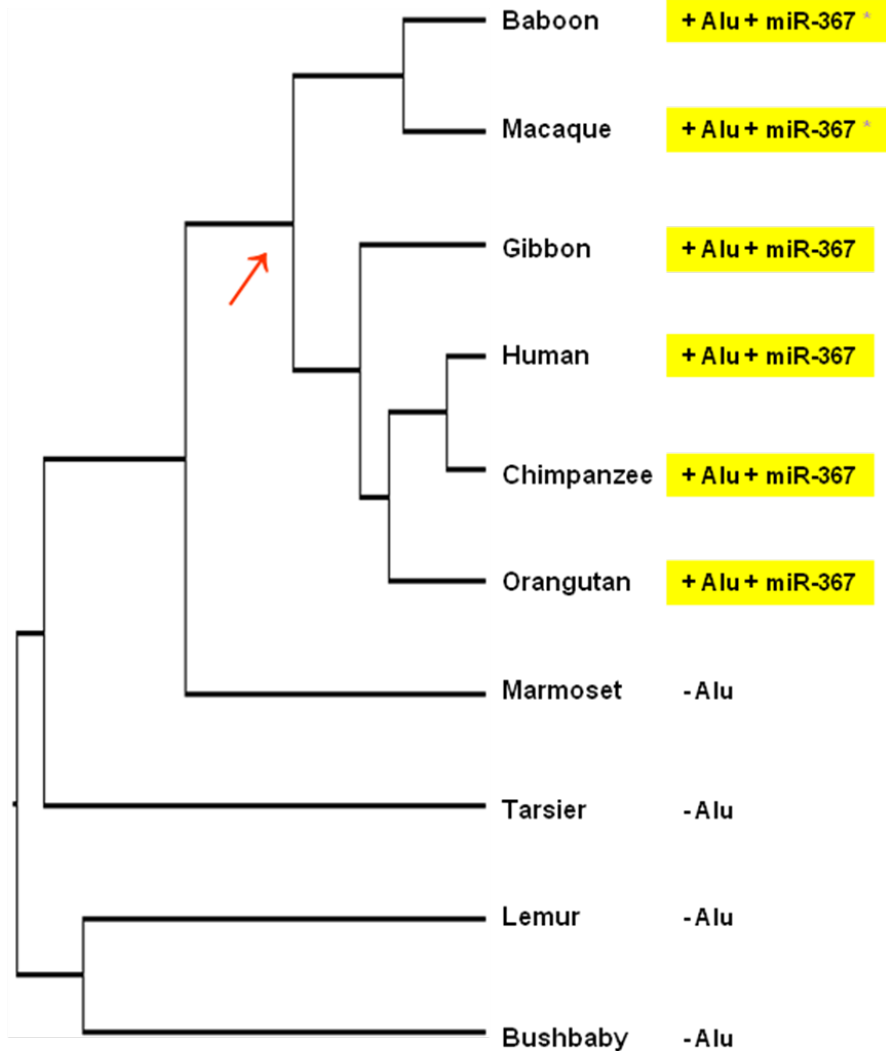 Baboon + Alu + miR-367 *
Macaque + Alu + miR-367 *
Gibbon + Alu + miR-367
Human + Alu + miR-367
Chimpanzee + Alu + miR-367
Orangutan + Alu + miR-367
Marmoset - Alu
Tarsier - Alu
Lemur - Alu
Bushbaby - Alu